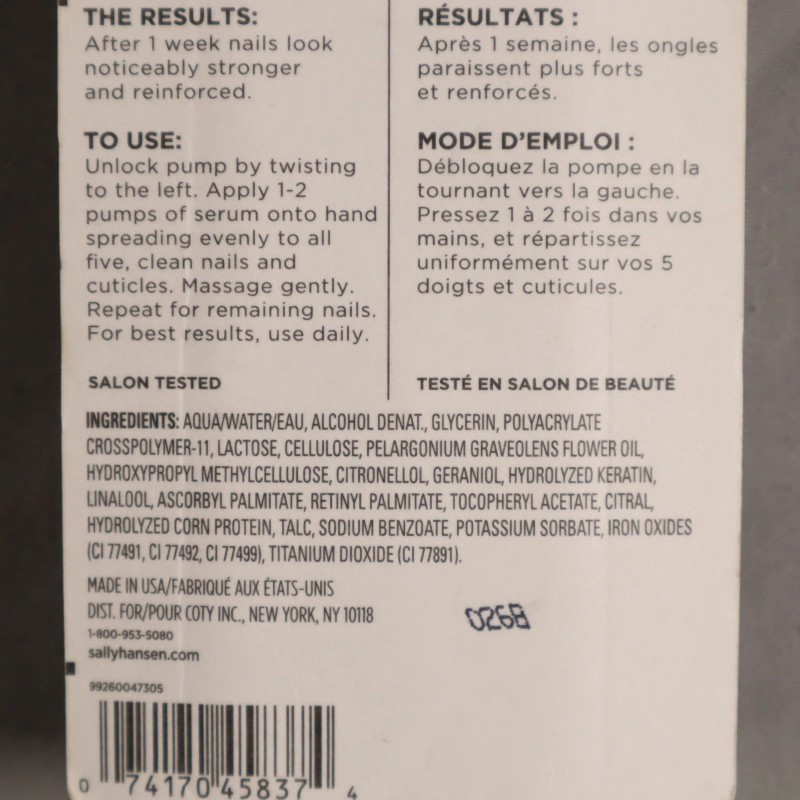 THE RESULTS:
After 1 week nails look
noticeably stronger
and reinforced.
TO USE:
Unlock pump by twisting
to the left. Apply 1-2
pumps of serum onto hand
spreading evenly to all
five, clean nails and
cuticles. Massage gently.
Repeat for remaining nails.
For best results, use daily.
SALON TESTED
RÉSULTATS :
Après 1 semaine, les ongles
paraissent plus forts
et renforcés.
MODE D'EMPLOI :
Débloquez la pompe en la
tournant vers la gauche.
Pressez 1 à 2 fois dans vos
mains, et répartissez
uniformément sur vos 5
doigts et cuticules.
TESTÉ EN SALON DE BEAUTÉ
INGREDIENTS: AQUA/WATER/EAU, ALCOHOL DENAT., GLYCERIN, POLYACRYLATE
CROSSPOLYMER-11, LACTOSE, CELLULOSE, PELARGONIUM GRAVEOLENS FLOWER OIL,
HYDROXYPROPYL METHYLCELLULOSE, CITRONELLOL, GERANIOL, HYDROLYZED KERATIN,
LINALOOL, ASCORBYL PALMITATE, RETINYL PALMITATE, TOCOPHERYL ACETATE, CITRAL,
HYDROLYZED CORN PROTEIN, TALC, SODIUM BENZOATE, POTASSIUM SORBATE, IRON OXIDES
(CI 77491, CI 77492, CI 77499), TITANIUM DIOXIDE (CI 77891).
MADE IN USA/FABRIQUÉ AUX ÉTATS-UNIS
DIST. FOR/POUR COTY INC., NEW YORK, NY 10118
0268
1-800-953-5080
sallyhansen.com
99260047305
0 74170 45837 4